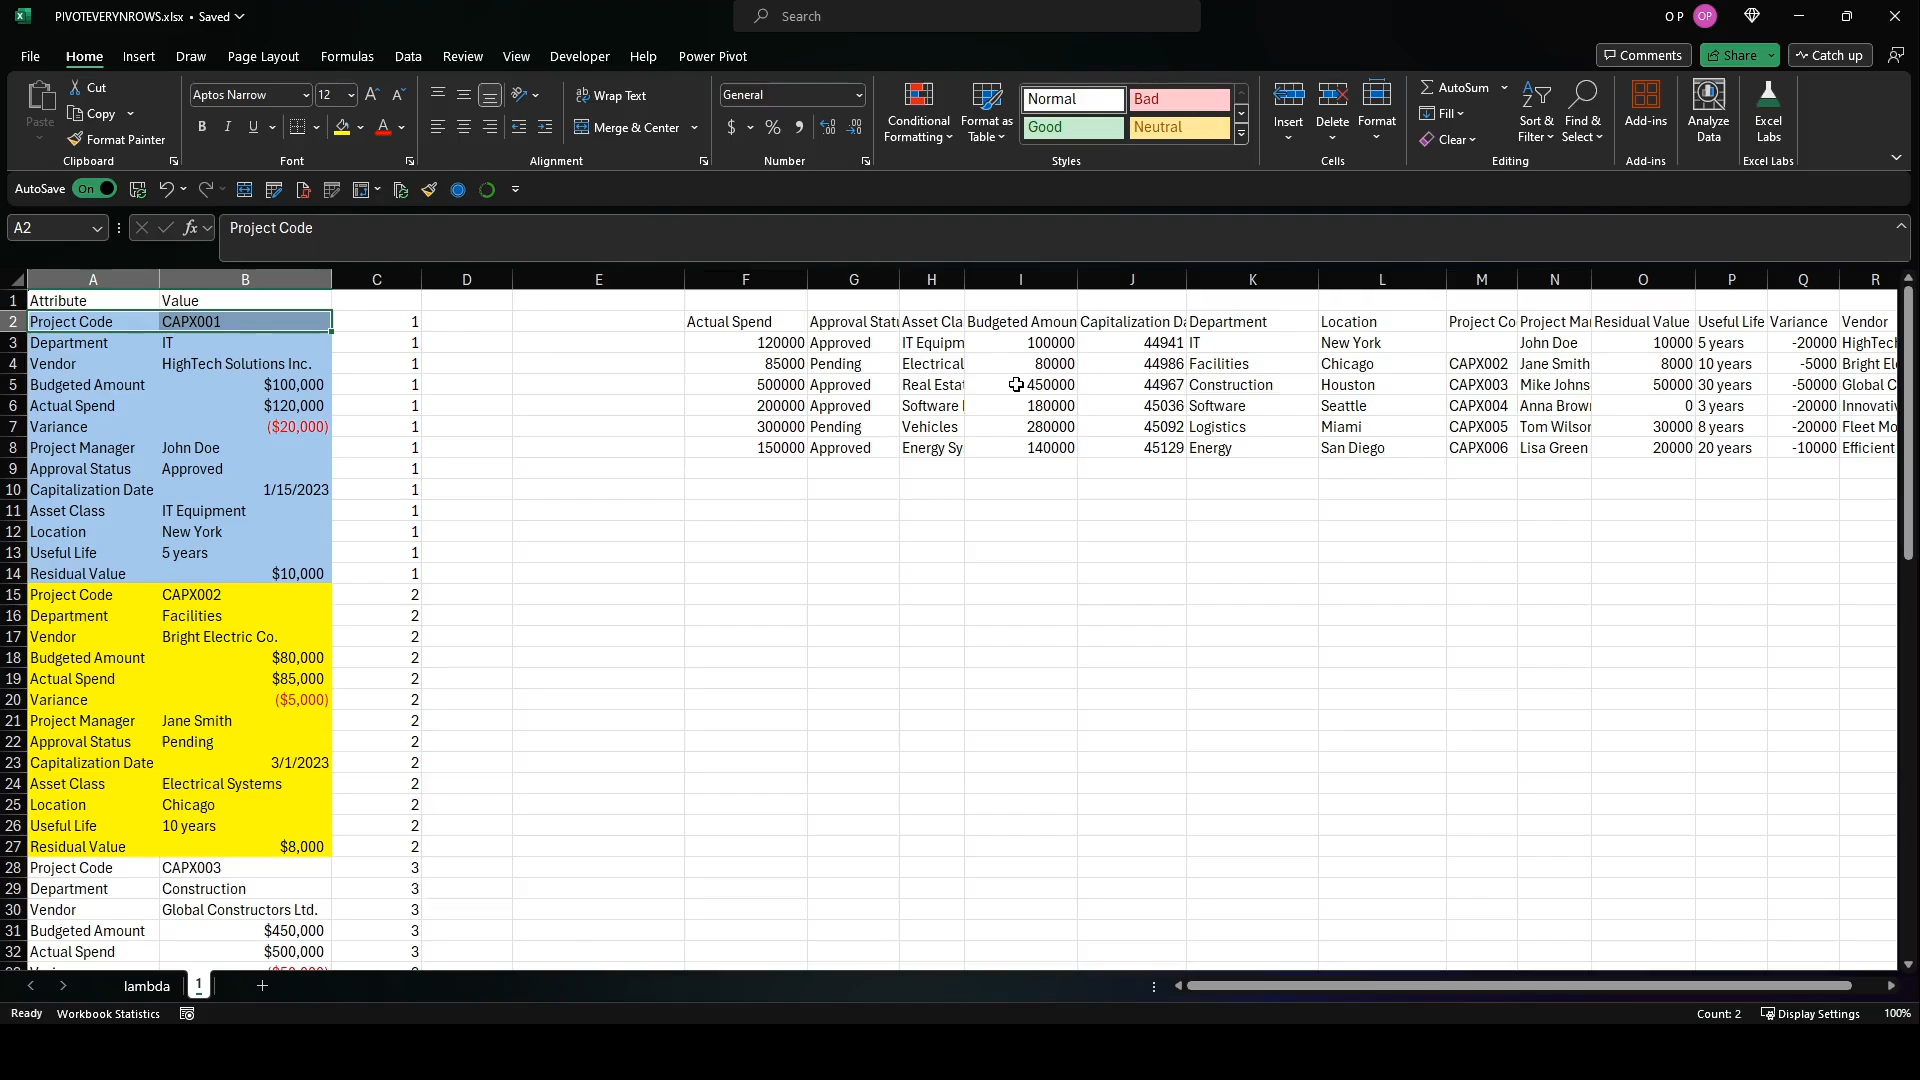 PIVOTEVERYNROWS.xlsx • Saved
Search
O P
OP
File Home Insert Draw Page Layout Formulas Data Review View Developer Help Power Pivot
Comments Share Catch up
Paste
Cut
Copy
Format Painter
Clipboard
Aptos Narrow 12
B I U
Font
Wrap Text
Merge & Center
Alignment
General
$ % 9
Number
Conditional Formatting
Format as Table
Normal Bad
Good Neutral
Styles
Insert Delete Format
Cells
AutoSum
Fill
Clear
Sort & Filter
Find & Select
Editing
Add-ins
Add-ins
Analyze Data
Excel Labs
Excel Labs
AutoSave On
A2 fx Project Code
A B C D E F G H I J K L M N O P Q R
1 Attribute Value
2 Project Code CAPX001 1 Actual Spend Approval Statu Asset Cla Budgeted Amoun Capitalization Da Department Location Project Co Project Ma Residual Value Useful Life Variance Vendor
3 Department IT 1 120000 Approved IT Equipm 100000 44941 IT New York John Doe 10000 5 years -20000 HighTech
4 Vendor HighTech Solutions Inc. 1 85000 Pending Electrical 80000 44986 Facilities Chicago CAPX002 Jane Smith 8000 10 years -5000 Bright El
5 Budgeted Amount $100,000 1 500000 Approved Real Estat 450000 44967 Construction Houston CAPX003 Mike Johns 50000 30 years -50000 Global C
6 Actual Spend $120,000 1 200000 Approved Software 180000 45036 Software Seattle CAPX004 Anna Brow 0 3 years -20000 Innovativ
7 Variance ($20,000) 1 300000 Pending Vehicles 280000 45092 Logistics Miami CAPX005 Tom Wilsor 30000 8 years -20000 Fleet Mo
8 Project Manager John Doe 1 150000 Approved Energy Sy 140000 45129 Energy San Diego CAPX006 Lisa Green 20000 20 years -10000 Efficient
9 Approval Status Approved 1
10 Capitalization Date 1/15/2023 1
11 Asset Class IT Equipment 1
12 Location New York 1
13 Useful Life 5 years 1
14 Residual Value $10,000 1
15 Project Code CAPX002 2
16 Department Facilities 2
17 Vendor Bright Electric Co. 2
18 Budgeted Amount $80,000 2
19 Actual Spend $85,000 2
20 Variance ($5,000) 2
21 Project Manager Jane Smith 2
22 Approval Status Pending 2
23 Capitalization Date 3/1/2023 2
24 Asset Class Electrical Systems 2
25 Location Chicago 2
26 Useful Life 10 years 2
27 Residual Value $8,000 2
28 Project Code CAPX003 3
29 Department Construction 3
30 Vendor Global Constructors Ltd. 3
31 Budgeted Amount $450,000 3
32 Actual Spend $500,000 3
lambda 1
Ready Workbook Statistics Count: 2 Display Settings 100%